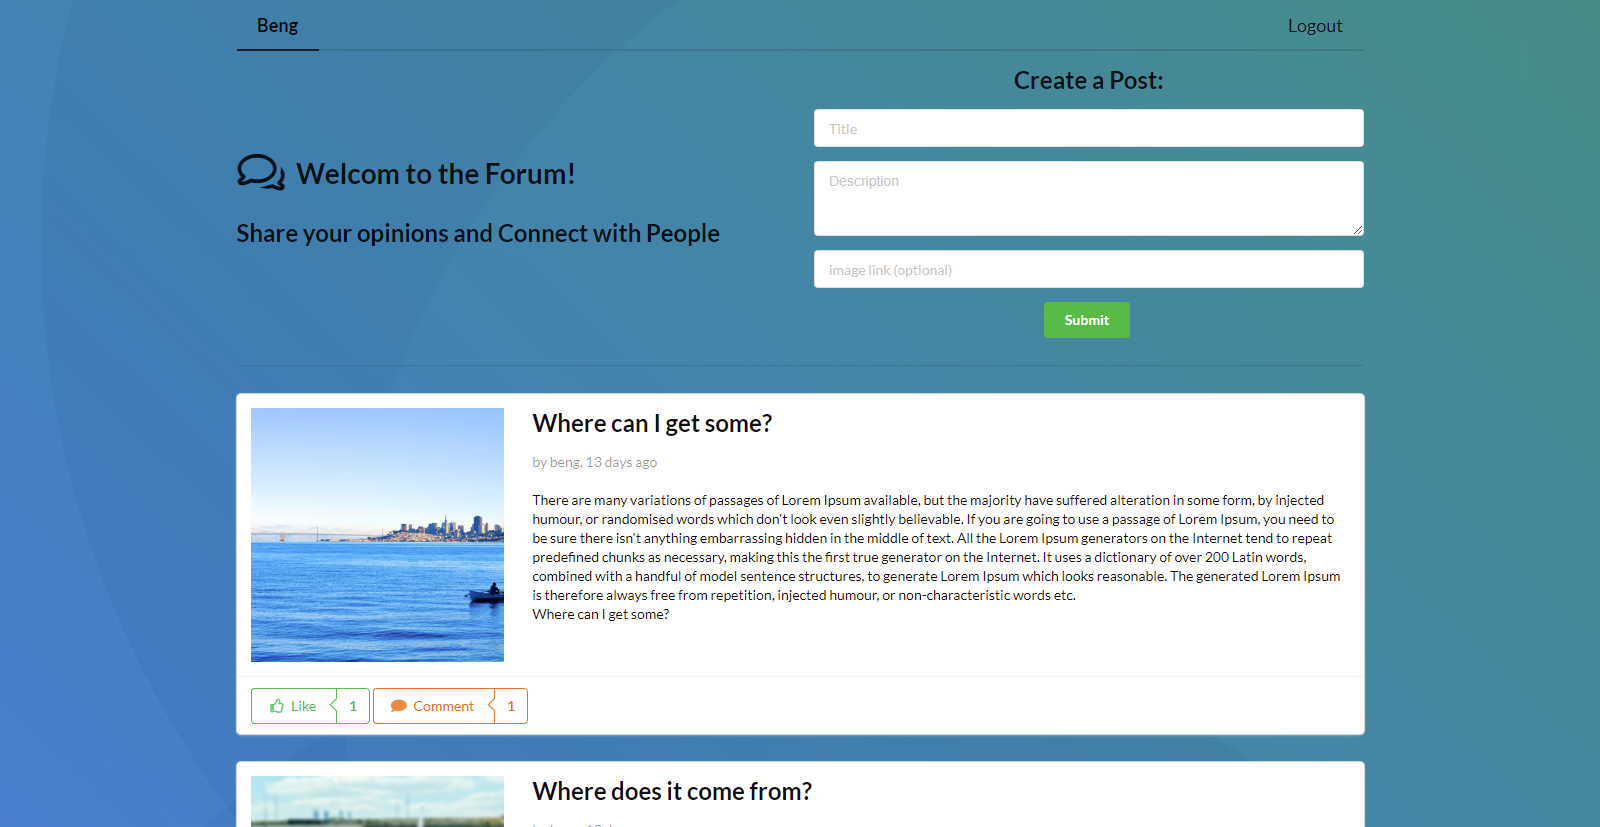 Beng
Logout
Create a Post:
Title
Description
image link (optional)
Submit
Welcom to the Forum!
Share your opinions and Connect with People
Where can I get some?
by beng, 13 days ago
There are many variations of passages of Lorem Ipsum available, but the majority have suffered alteration in some form, by injected
humour, or randomised words which don't look even slightly believable. If you are going to use a passage of Lorem Ipsum, you need to
be sure there isn't anything embarrassing hidden in the middle of text. All the Lorem Ipsum generators on the Internet tend to repeat
predefined chunks as necessary, making this the first true generator on the Internet. It uses a dictionary of over 200 Latin words,
combined with a handful of model sentence structures, to generate Lorem Ipsum which looks reasonable. The generated Lorem Ipsum
is therefore always free from repetition, injected humour, or non-characteristic words etc.
Where can I get some?
Like 1 Comment 1
Where does it come from?